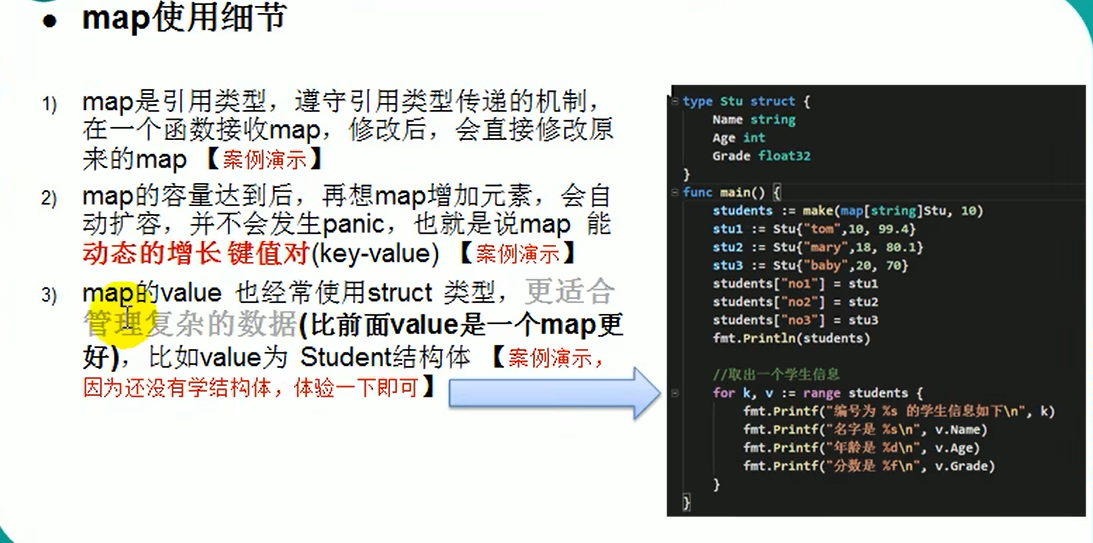 ● map使用细节
1) map是引用类型，遵守引用类型传递的机制，
在一个函数接收map，修改后，会直接修改原
来的map 【案例演示】
2) map的容量达到后，再想map增加元素，会自
动扩容，并不会发生panic，也就是说map 能
动态的增长 键值对(key-value) 【案例演示】
3) map的value 也经常使用struct 类型，更适合
管理复杂的数据(比前面value是一个map更
好)，比如value为 Student结构体 【案例演示，
因为还没有学结构体，体验一下即可】
type Stu struct {
Name string
Age int
Grade float32
}
func main() {
students := make(map[string]Stu, 10)
stu1 := Stu{"tom",10, 99.4}
stu2 := Stu{"mary",18, 80.1}
stu3 := Stu{"baby",20, 70}
students["no1"] = stu1
students["no2"] = stu2
students["no3"] = stu3
fmt.Println(students)
//取出一个学生信息
for k, v := range students {
fmt.Printf("编号为 %s 的学生信息如下\n", k)
fmt.Printf("名字是 %s\n", v.Name)
fmt.Printf("年龄是 %d\n", v.Age)
fmt.Printf("分数是 %f\n", v.Grade)
}
}